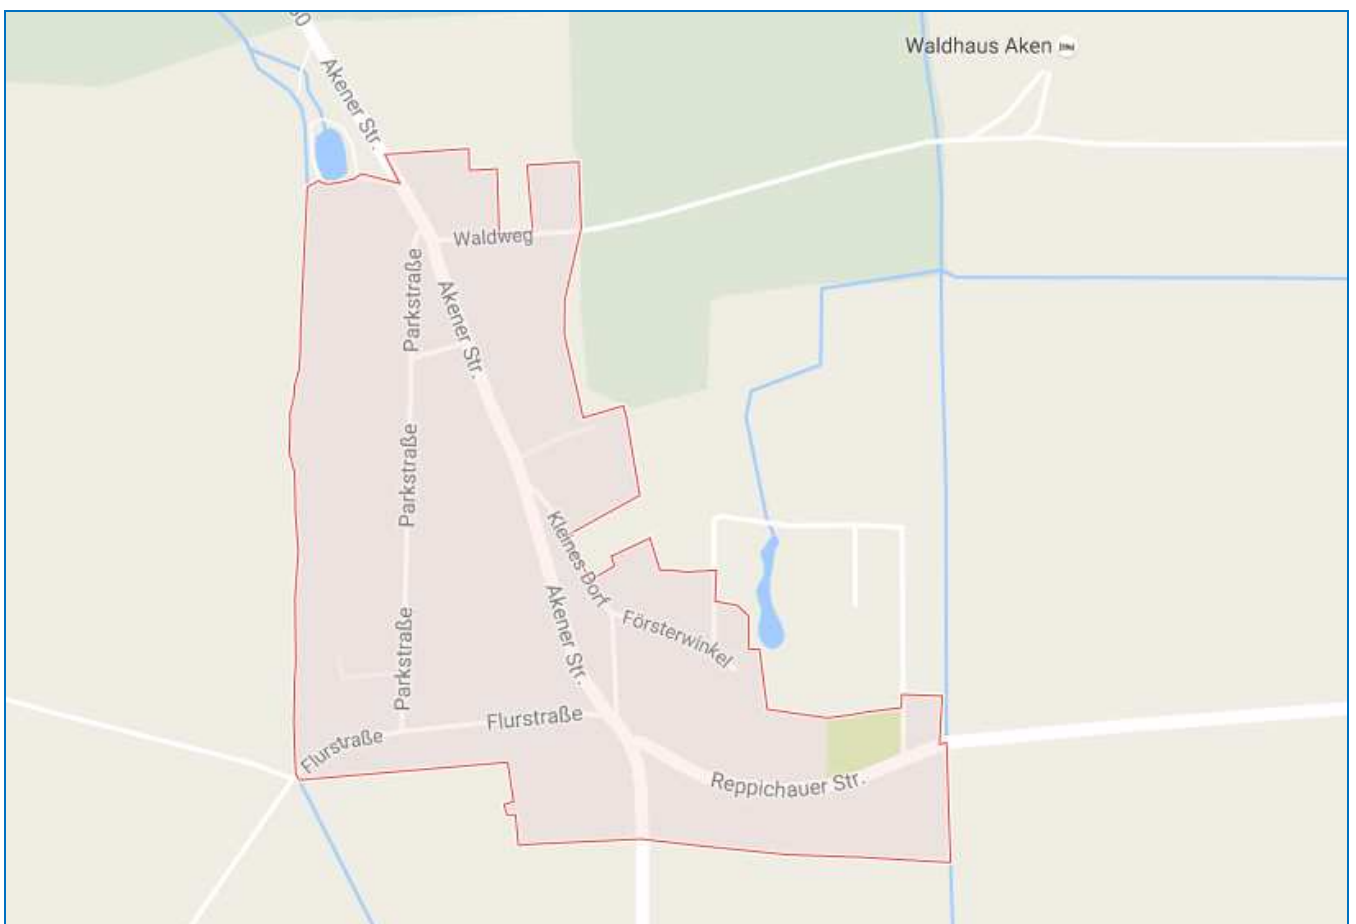 Waldhaus Aken
Akener Str.
Waldweg
Parkstraße
Akener Str.
Parkstraße
Kleines Dorf
Akener Str.
Försterwinkel
Parkstraße
Flurstraße
Flurstraße
Reppichauer Str.